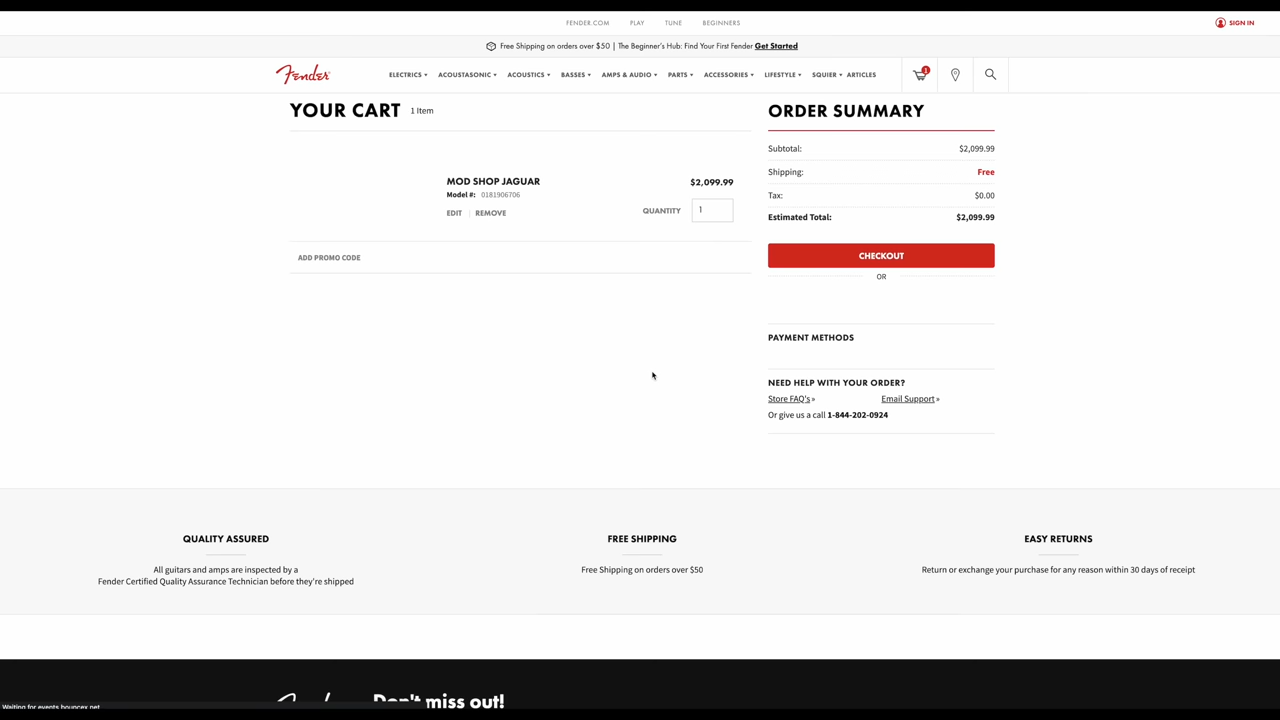 FENDER.COM PLAY TUNE BEGINNERS
SIGN IN
Free Shipping on orders over $50 | The Beginner's Hub: Find Your First Fender Get Started
Fender
ELECTRICS ACOUSTASONIC ACOUSTICS BASSES AMPS & AUDIO PARTS ACCESSORIES LIFESTYLE SQUIER ARTICLES
1
YOUR CART 1 Item
MOD SHOP JAGUAR $2,099.99
Model #: 0181906706
EDIT | REMOVE QUANTITY 1
ADD PROMO CODE
ORDER SUMMARY
Subtotal: $2,099.99
Shipping: Free
Tax: $0.00
Estimated Total: $2,099.99
CHECKOUT
OR
PAYMENT METHODS
NEED HELP WITH YOUR ORDER?
Store FAQ's » Email Support »
Or give us a call 1-844-202-0924
QUALITY ASSURED
All guitars and amps are inspected by a
Fender Certified Quality Assurance Technician before they're shipped
FREE SHIPPING
Free Shipping on orders over $50
EASY RETURNS
Return or exchange your purchase for any reason within 30 days of receipt
Fender
Don't miss out!
Waiting for events.bouncex.net